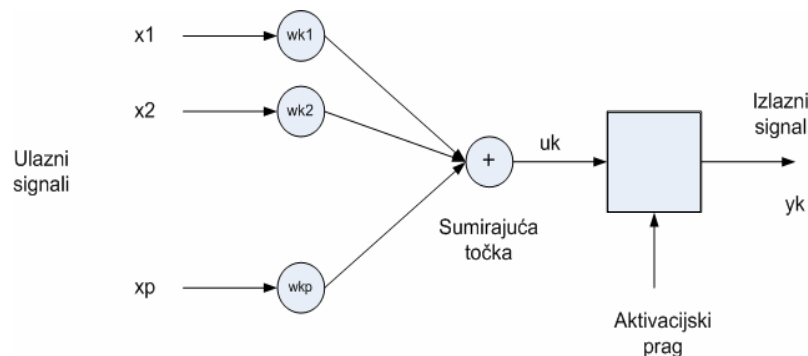 x1
wk1
x2
wk2
Ulazni
signali
xp
wkp
+
Sumirajuća
točka
uk
Aktivacijski
prag
Izlazni
signal
yk